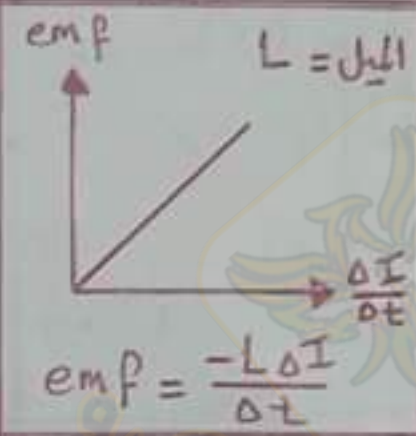 emf
L = الميل
ΔI
Δt
emf = -LΔI
Δt